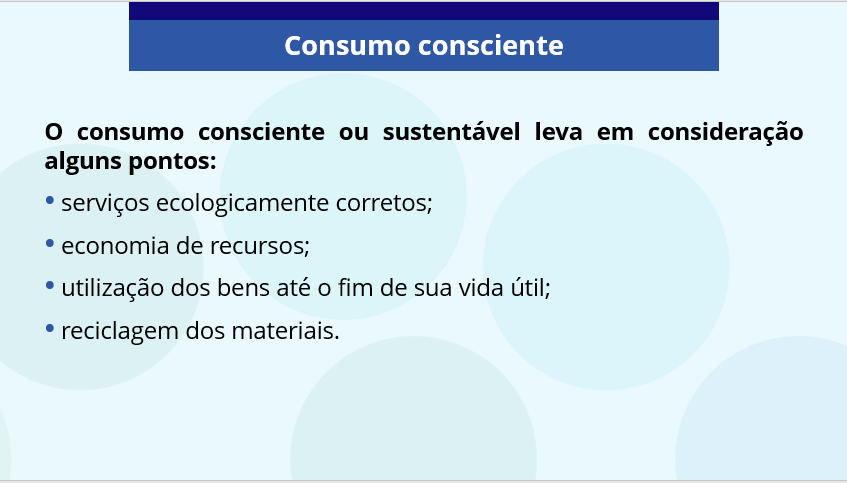 Consumo consciente
O consumo consciente ou sustentável leva em consideração
alguns pontos:
• serviços ecologicamente corretos;
• economia de recursos;
• utilização dos bens até o fim de sua vida útil;
• reciclagem dos materiais.